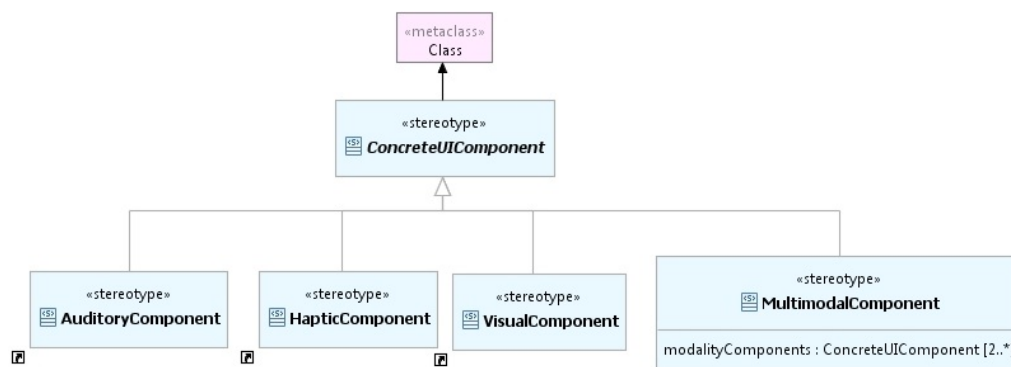 «metaclass»
Class
«stereotype»
ConcreteUIComponent
«stereotype»
AuditoryComponent
«stereotype»
HapticComponent
«stereotype»
VisualComponent
«stereotype»
MultimodalComponent
modalityComponents : ConcreteUIComponent [2..*